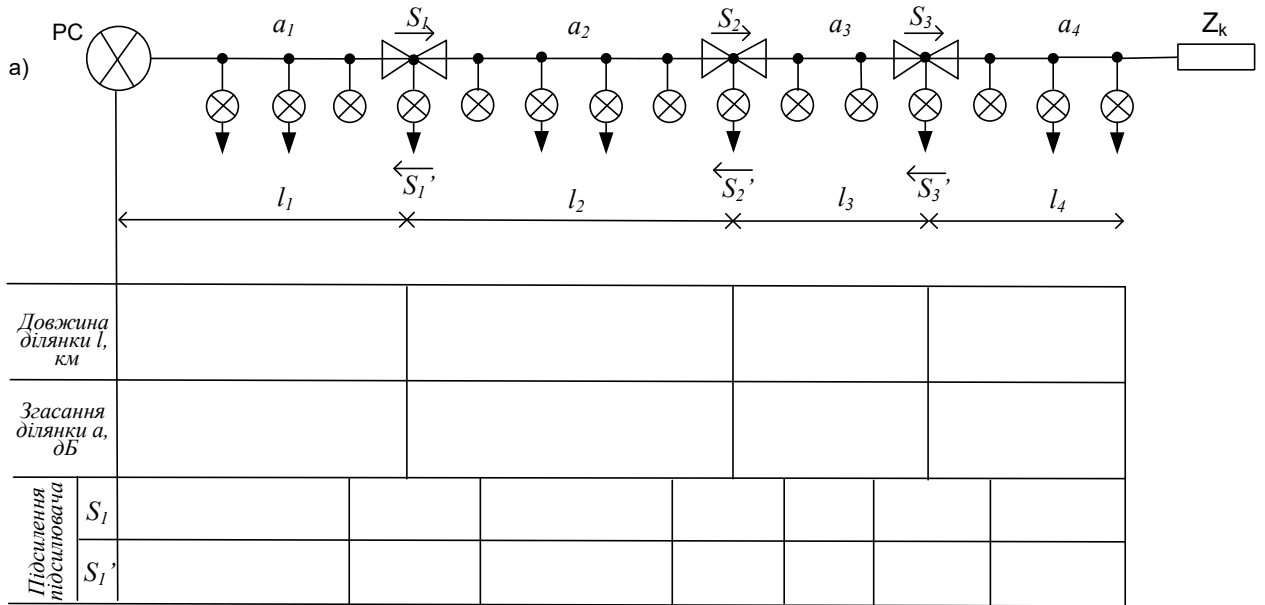 PC
a₁
S₁
a₂
S₂
a₃
S₃
a₄
Zₖ
a)
S₁’
S₂’
S₃’
l₁
l₂
l₃
l₄
Довжина
ділянки l,
км
Згасання
ділянки a,
дБ
Підсилення
підсилювача
S₁
S₁’